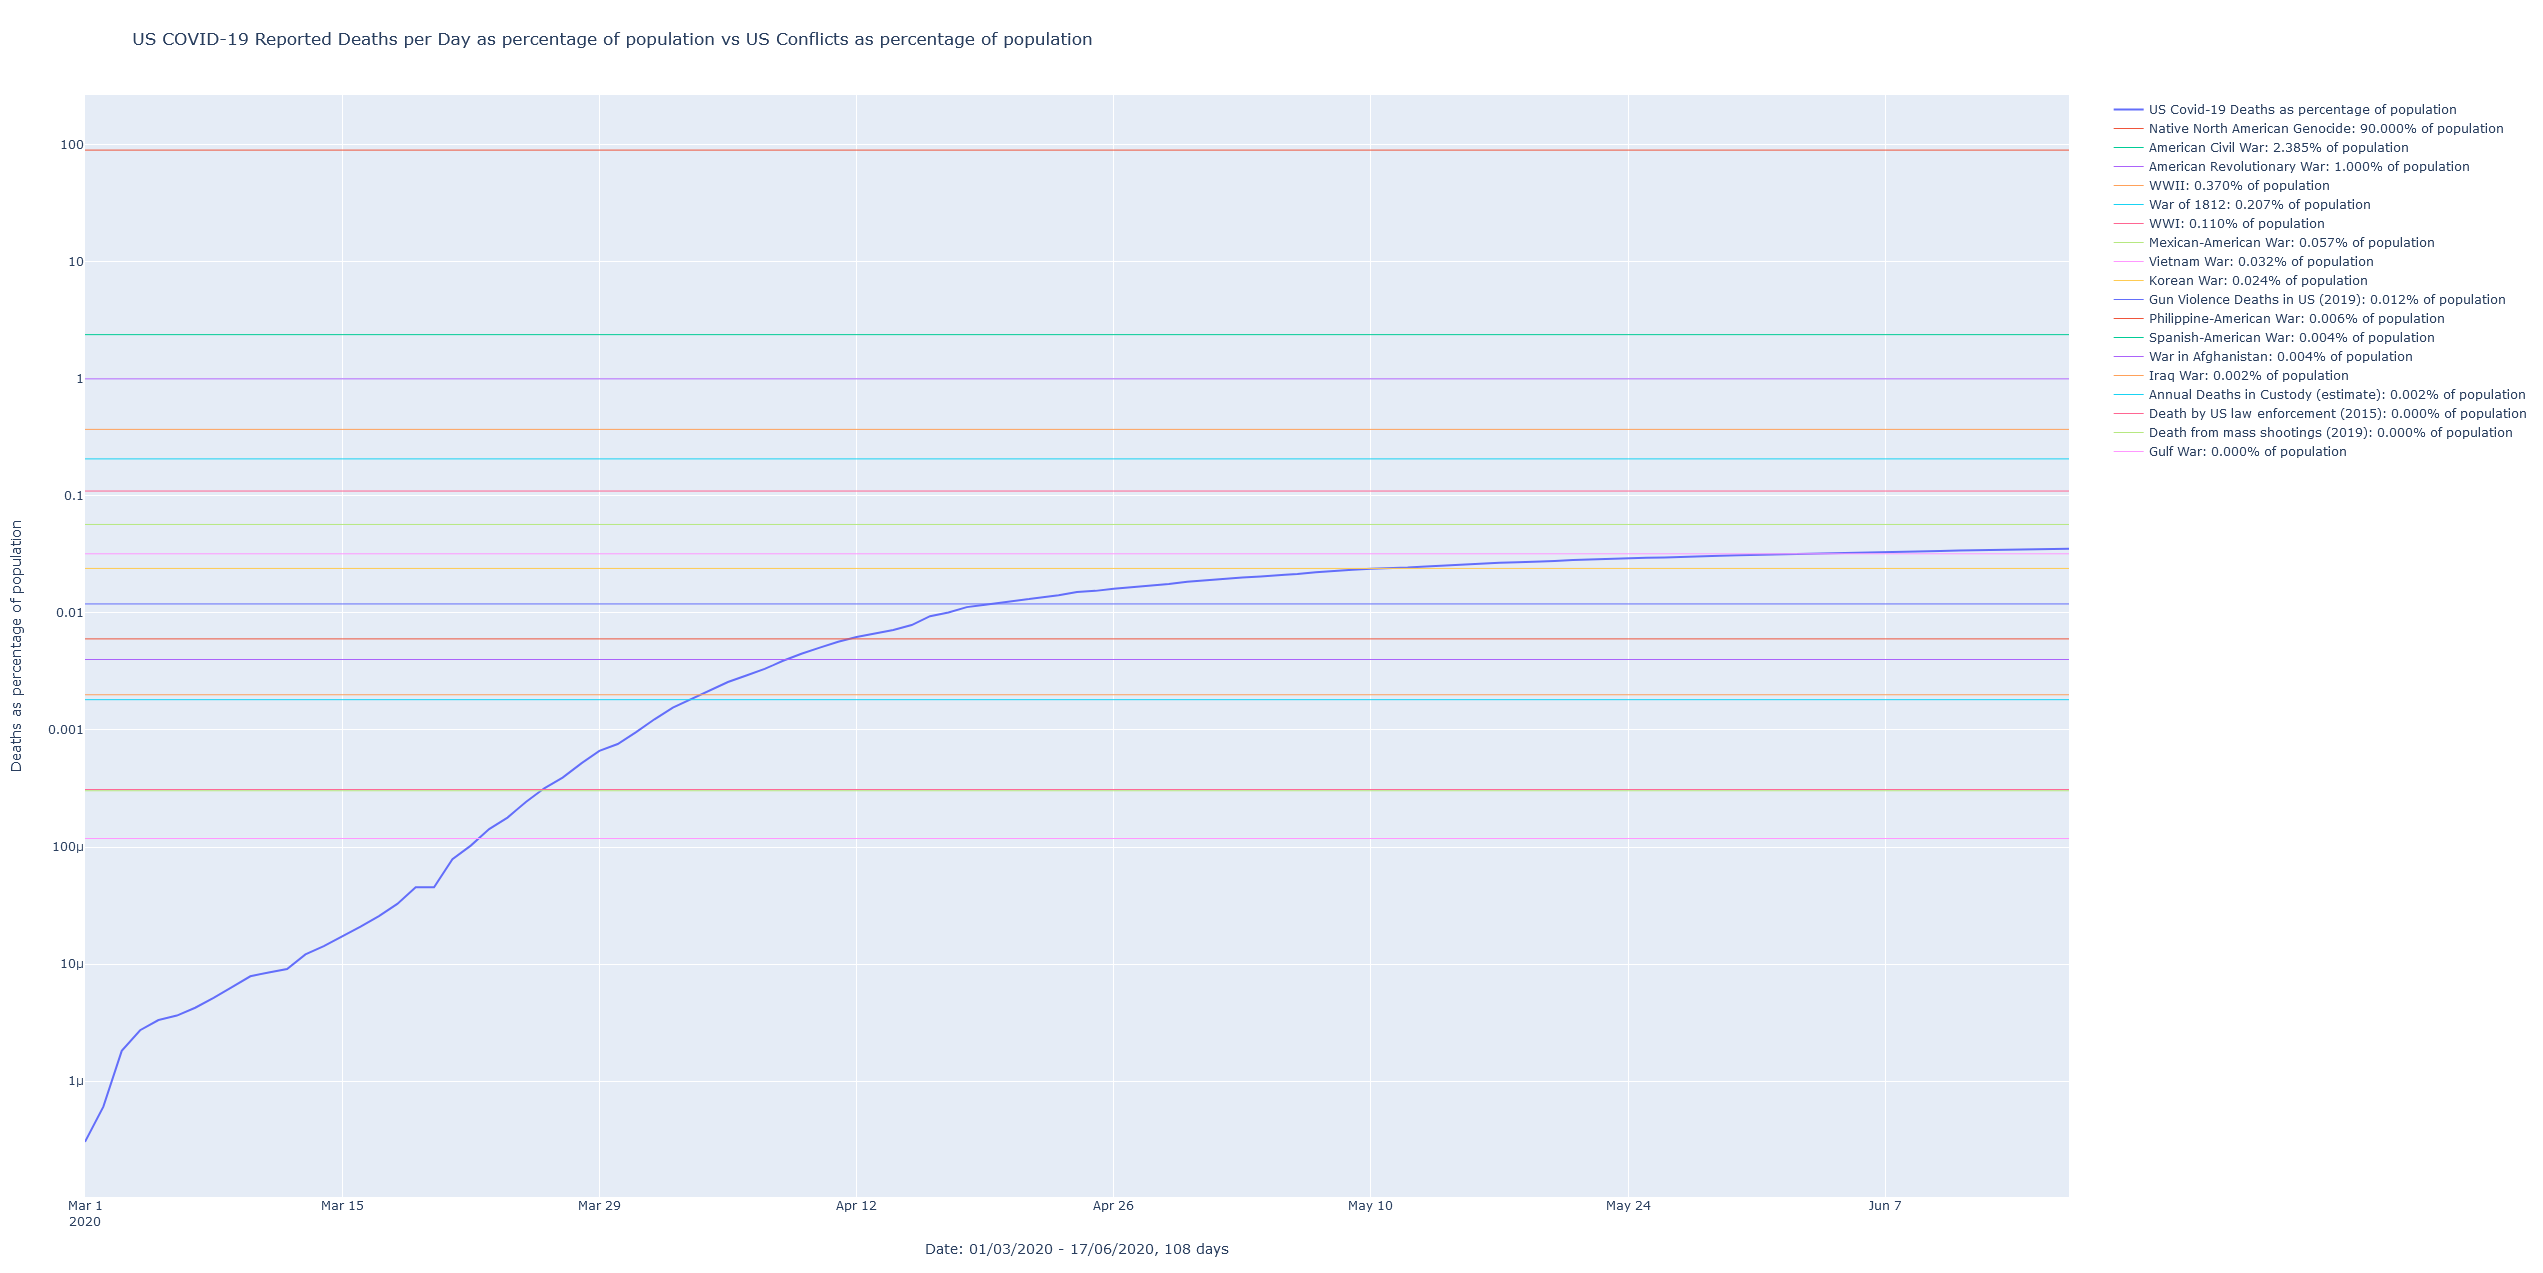 US COVID-19 Reported Deaths per Day as percentage of population vs US Conflicts as percentage of population
100
10
1
0.1
0.01
0.001
100µ
10µ
1µ
Deaths as percentage of population
Mar 1
2020
Mar 15
Mar 29
Apr 12
Apr 26
May 10
May 24
Jun 7
Date: 01/03/2020 - 17/06/2020, 108 days
US Covid-19 Deaths as percentage of population
Native North American Genocide: 90.000% of population
American Civil War: 2.385% of population
American Revolutionary War: 1.000% of population
WWII: 0.370% of population
War of 1812: 0.207% of population
WWI: 0.110% of population
Mexican-American War: 0.057% of population
Vietnam War: 0.032% of population
Korean War: 0.024% of population
Gun Violence Deaths in US (2019): 0.012% of population
Philippine-American War: 0.006% of population
Spanish-American War: 0.004% of population
War in Afghanistan: 0.004% of population
Iraq War: 0.002% of population
Annual Deaths in Custody (estimate): 0.002% of population
Death by US law enforcement (2015): 0.000% of population
Death from mass shootings (2019): 0.000% of population
Gulf War: 0.000% of population